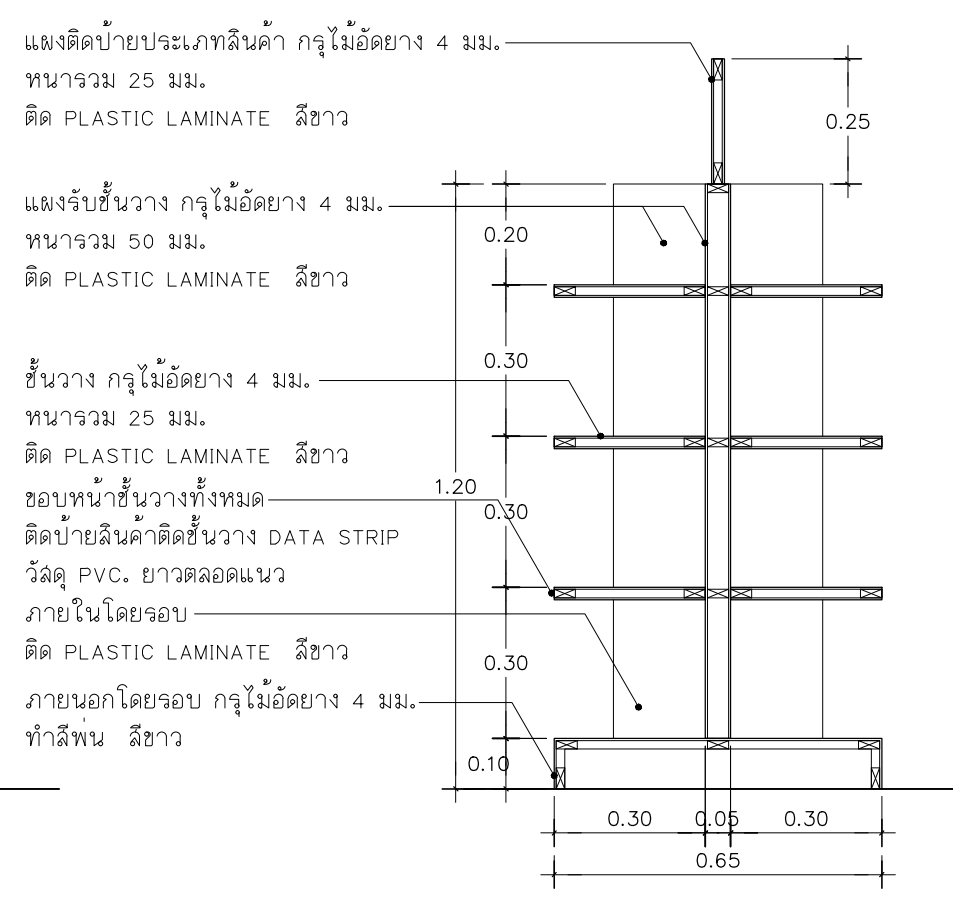 แผงติดป้ายประเภทสินค้า กรุไม้อัดยาง 4 มม.
หนารวม 25 มม.
ติด PLASTIC LAMINATE สีขาว
0.25
แผงรับชั้นวาง กรุไม้อัดยาง 4 มม.
หนารวม 50 มม.
ติด PLASTIC LAMINATE สีขาว
0.20
0.30
ชั้นวาง กรุไม้อัดยาง 4 มม.
หนารวม 25 มม.
ติด PLASTIC LAMINATE สีขาว
1.20
ขอบหน้าชั้นวางทั้งหมด
0.30
ติดป้ายสินค้าติดชั้นวาง DATA STRIP
วัสดุ PVC. ยาวตลอดแนว
ภายในโดยรอบ
ติด PLASTIC LAMINATE สีขาว
0.30
ภายนอกโดยรอบ กรุไม้อัดยาง 4 มม.
ทำสีพ่น สีขาว
0.10
0.30 0.05 0.30
0.65